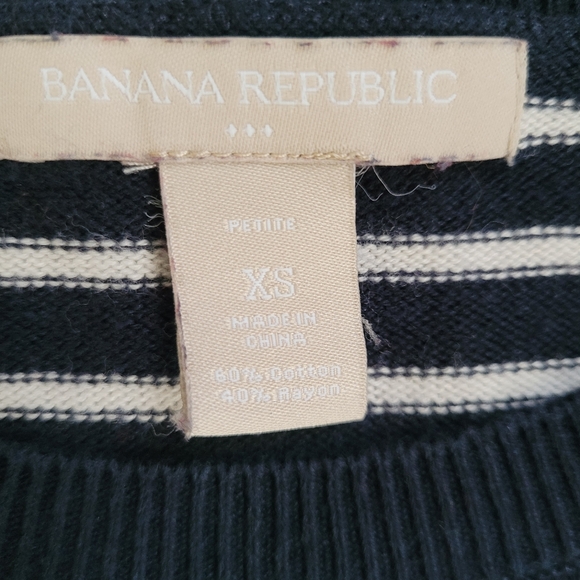 BANANA REPUBLIC
PETITE
XS
MADE IN
CHINA
60% Cotton
40% Rayon